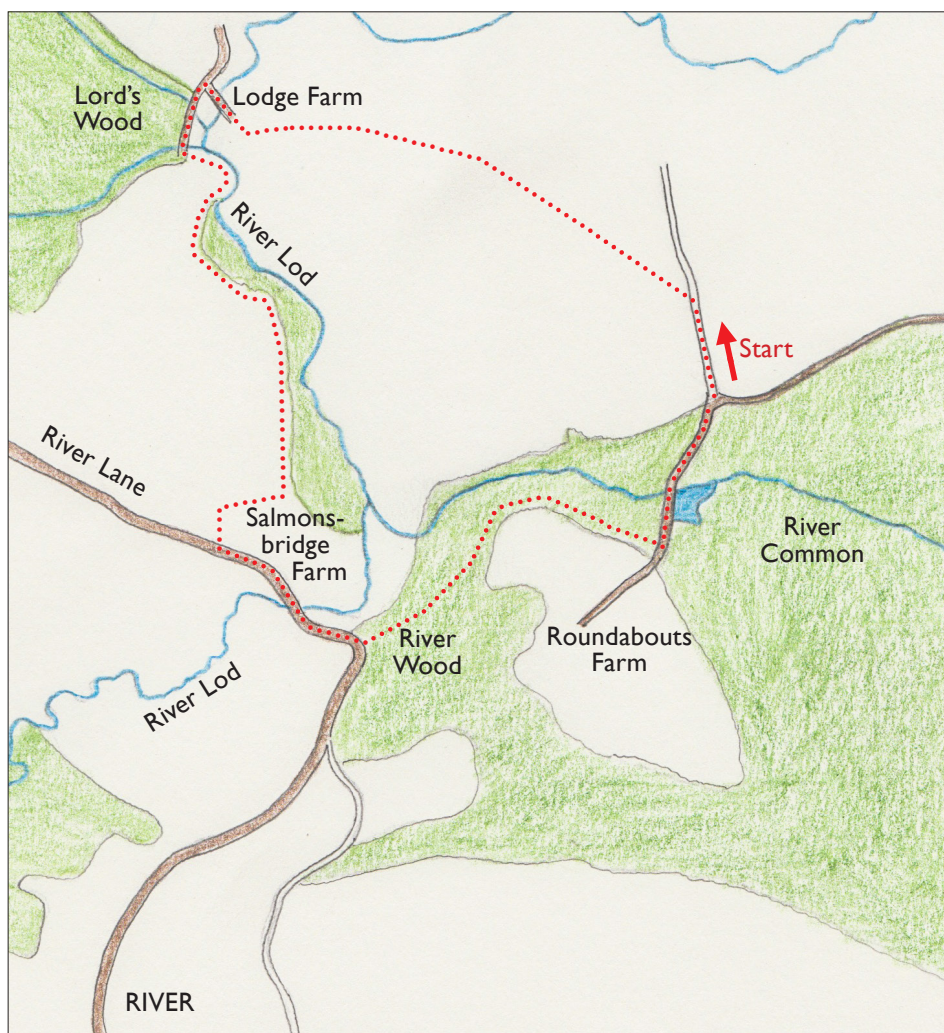 Lord's
Wood
Lodge Farm
River Lod
Start
River Lane
Salmons-
bridge
Farm
River
Common
River
Wood
Roundabouts
Farm
River Lod
RIVER